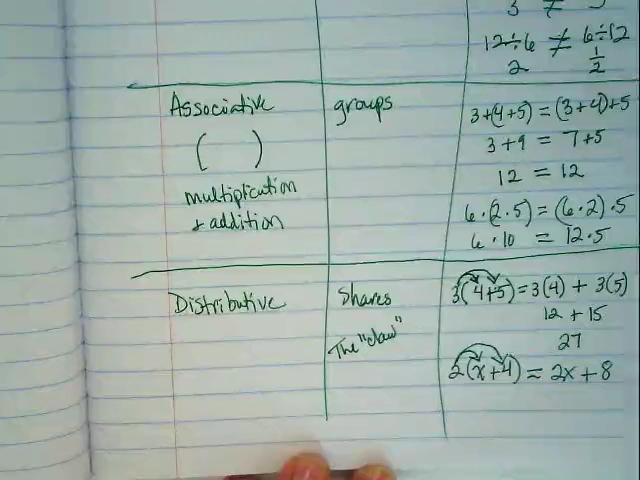 3 ≠ 3
12÷6 ≠ 6÷12
2 1/2
Associative
( )
multiplication
+ addition
groups
3+(4+5) = (3+4)+5
3+9 = 7+5
12 = 12
6·(2·5) = (6·2)·5
6·10 = 12·5
Distributive
shares
The "claw"
3(4+5) = 3(4) + 3(5)
12 + 15
27
2(x+4) = 2x + 8